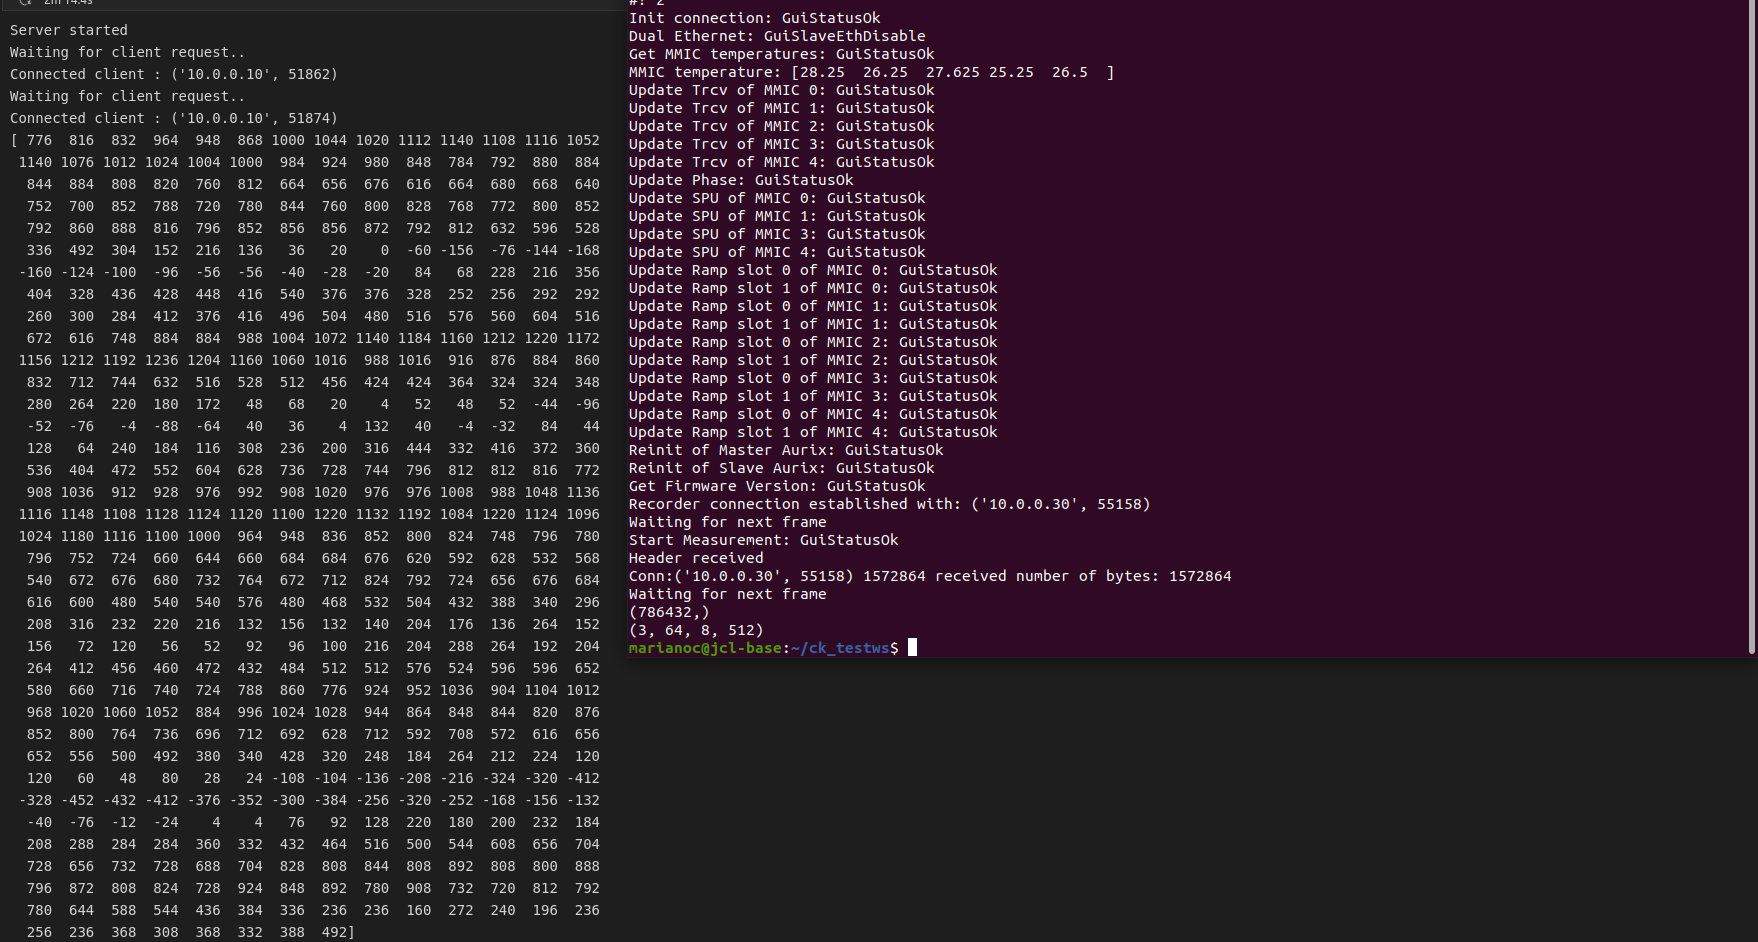 2m 14.4s
Server started
Waiting for client request..
Connected client : ('10.0.0.10', 51862)
Waiting for client request..
Connected client : ('10.0.0.10', 51874)
[ 776 816 832 964 948 868 1000 1044 1020 1112 1140 1108 1116 1052
1140 1076 1012 1024 1004 1000 984 924 980 848 784 792 880 884
844 884 808 820 760 812 664 656 676 616 664 680 668 640
752 700 852 788 720 780 844 760 800 828 768 772 800 852
792 860 888 816 796 852 856 856 872 792 812 632 596 528
336 492 304 152 216 136 36 20 0 -60 -156 -76 -144 -168
-160 -124 -100 -96 -56 -56 -40 -28 -20 84 68 228 216 356
404 328 436 428 448 416 540 376 376 328 252 256 292 292
260 300 284 412 376 416 496 504 480 516 576 560 604 516
672 616 748 884 884 988 1004 1072 1140 1184 1160 1212 1220 1172
1156 1212 1192 1236 1204 1160 1060 1016 988 1016 916 876 884 860
832 712 744 632 516 528 512 456 424 424 364 324 324 348
280 264 220 180 172 48 68 20 4 52 48 52 -44 -96
-52 -76 -4 -88 -64 40 36 4 132 40 -4 -32 84 44
128 64 240 184 116 308 236 200 316 444 332 416 372 360
536 404 472 552 604 628 736 728 744 796 812 812 816 772
908 1036 912 928 976 992 908 1020 976 976 1008 988 1048 1136
1116 1148 1108 1128 1124 1120 1100 1220 1132 1192 1084 1220 1124 1096
1024 1180 1116 1100 1000 964 948 836 852 800 824 748 796 780
796 752 724 660 644 660 684 684 676 620 592 628 532 568
540 672 676 680 732 764 672 712 824 792 724 656 676 684
616 600 480 540 540 576 480 468 532 504 432 388 340 296
208 316 232 220 216 132 156 132 140 204 176 136 264 152
156 72 120 56 52 92 96 100 216 204 288 264 192 204
264 412 456 460 472 432 484 512 512 576 524 596 596 652
580 660 716 740 724 788 860 776 924 952 1036 904 1104 1012
968 1020 1060 1052 884 996 1024 1028 944 864 848 844 820 876
852 800 764 736 696 712 692 628 712 592 708 572 616 656
652 556 500 492 380 340 428 320 248 184 264 212 224 120
120 60 48 80 28 24 -108 -104 -136 -208 -216 -324 -320 -412
-328 -452 -432 -412 -376 -352 -300 -384 -256 -320 -252 -168 -156 -132
-40 -76 -12 -24 4 4 76 92 128 220 180 200 232 184
208 288 284 284 360 332 432 464 516 500 544 608 656 704
728 656 732 728 688 704 828 808 844 808 892 808 800 888
796 872 808 824 728 924 848 892 780 908 732 720 812 792
780 644 588 544 436 384 336 236 236 160 272 240 196 236
256 236 368 308 368 332 388 492]
#? 2
Init connection: GuiStatusOk
Dual Ethernet: GuiSlaveEthDisable
Get MMIC temperatures: GuiStatusOk
MMIC temperature: [28.25 26.25 27.625 25.25 26.5 ]
Update Trcv of MMIC 0: GuiStatusOk
Update Trcv of MMIC 1: GuiStatusOk
Update Trcv of MMIC 2: GuiStatusOk
Update Trcv of MMIC 3: GuiStatusOk
Update Trcv of MMIC 4: GuiStatusOk
Update Phase: GuiStatusOk
Update SPU of MMIC 0: GuiStatusOk
Update SPU of MMIC 1: GuiStatusOk
Update SPU of MMIC 3: GuiStatusOk
Update SPU of MMIC 4: GuiStatusOk
Update Ramp slot 0 of MMIC 0: GuiStatusOk
Update Ramp slot 1 of MMIC 0: GuiStatusOk
Update Ramp slot 0 of MMIC 1: GuiStatusOk
Update Ramp slot 1 of MMIC 1: GuiStatusOk
Update Ramp slot 0 of MMIC 2: GuiStatusOk
Update Ramp slot 1 of MMIC 2: GuiStatusOk
Update Ramp slot 0 of MMIC 3: GuiStatusOk
Update Ramp slot 1 of MMIC 3: GuiStatusOk
Update Ramp slot 0 of MMIC 4: GuiStatusOk
Update Ramp slot 1 of MMIC 4: GuiStatusOk
Reinit of Master Aurix: GuiStatusOk
Reinit of Slave Aurix: GuiStatusOk
Get Firmware Version: GuiStatusOk
Recorder connection established with: ('10.0.0.30', 55158)
Waiting for next frame
Start Measurement: GuiStatusOk
Header received
Conn:('10.0.0.30', 55158) 1572864 received number of bytes: 1572864
Waiting for next frame
(786432,)
(3, 64, 8, 512)
marianoc@jcl-base:~/ck_testws$